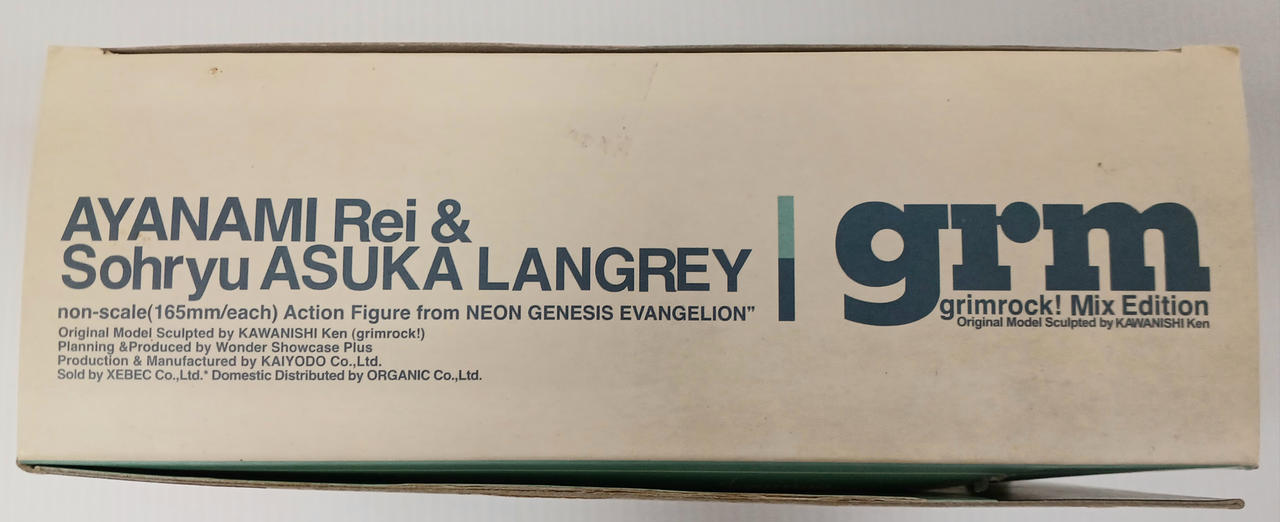 AYANAMI Rei &
Sohryu ASUKA LANGREY
non-scale(165mm/each) Action Figure from NEON GENESIS EVANGELION”
Original Model Sculpted by KAWANISHI Ken (grimrock!)
Planning &Produced by Wonder Showcase Plus
Production & Manufactured by KAIYODO Co.,Ltd.
Sold by XEBEC Co.,Ltd.* Domestic Distributed by ORGANIC Co.,Ltd.
grm
grimrock! Mix Edition
Original Model Sculpted by KAWANISHI Ken